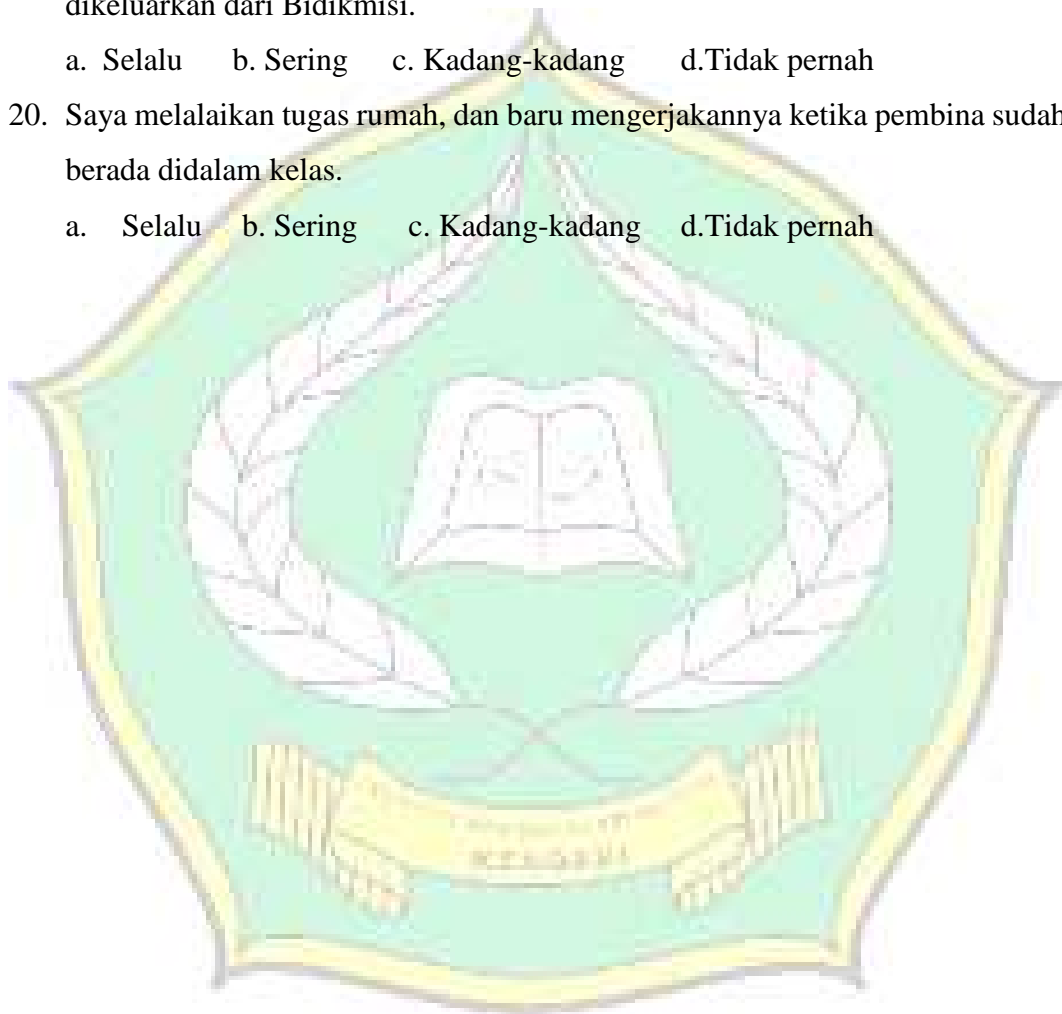 dikeluarkan dari Bidikmisi.
a. Selalu b. Sering c. Kadang-kadang d.Tidak pernah
20. Saya melalaikan tugas rumah, dan baru mengerjakannya ketika pembina sudah
berada didalam kelas.
a. Selalu b. Sering c. Kadang-kadang d.Tidak pernah
KENDARI